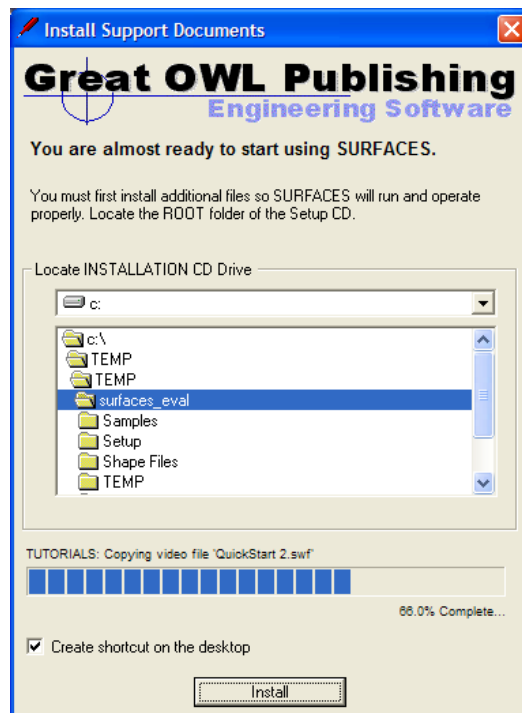 Install Support Documents
Great OWL Publishing
Engineering Software
You are almost ready to start using SURFACES.
You must first install additional files so SURFACES will run and operate
properly. Locate the ROOT folder of the Setup CD.
Locate INSTALLATION CD Drive
c:
c:\
TEMP
TEMP
surfaces_eval
Samples
Setup
Shape Files
TEMP
TUTORIALS: Copying video file 'QuickStart 2.swf'
66.0% Complete...
Create shortcut on the desktop
Install